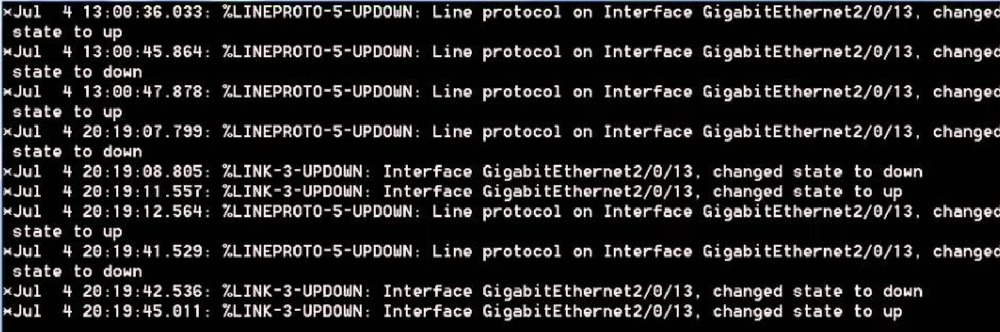 *Jul  4 13:00:36.033: %LINEPROTO-5-UPDOWN: Line protocol on Interface GigabitEthernet2/0/13, changed
state to up
*Jul  4 13:00:45.864: %LINEPROTO-5-UPDOWN: Line protocol on Interface GigabitEthernet2/0/13, changed
state to down
*Jul  4 13:00:47.878: %LINEPROTO-5-UPDOWN: Line protocol on Interface GigabitEthernet2/0/13, changed
state to up
*Jul  4 20:19:07.799: %LINEPROTO-5-UPDOWN: Line protocol on Interface GigabitEthernet2/0/13, changed
state to down
*Jul  4 20:19:08.805: %LINK-3-UPDOWN: Interface GigabitEthernet2/0/13, changed state to down
*Jul  4 20:19:11.557: %LINK-3-UPDOWN: Interface GigabitEthernet2/0/13, changed state to up
*Jul  4 20:19:12.564: %LINEPROTO-5-UPDOWN: Line protocol on Interface GigabitEthernet2/0/13, changed
state to up
*Jul  4 20:19:41.529: %LINEPROTO-5-UPDOWN: Line protocol on Interface GigabitEthernet2/0/13, changed
state to down
*Jul  4 20:19:42.536: %LINK-3-UPDOWN: Interface GigabitEthernet2/0/13, changed state to down
*Jul  4 20:19:45.011: %LINK-3-UPDOWN: Interface GigabitEthernet2/0/13, changed state to up